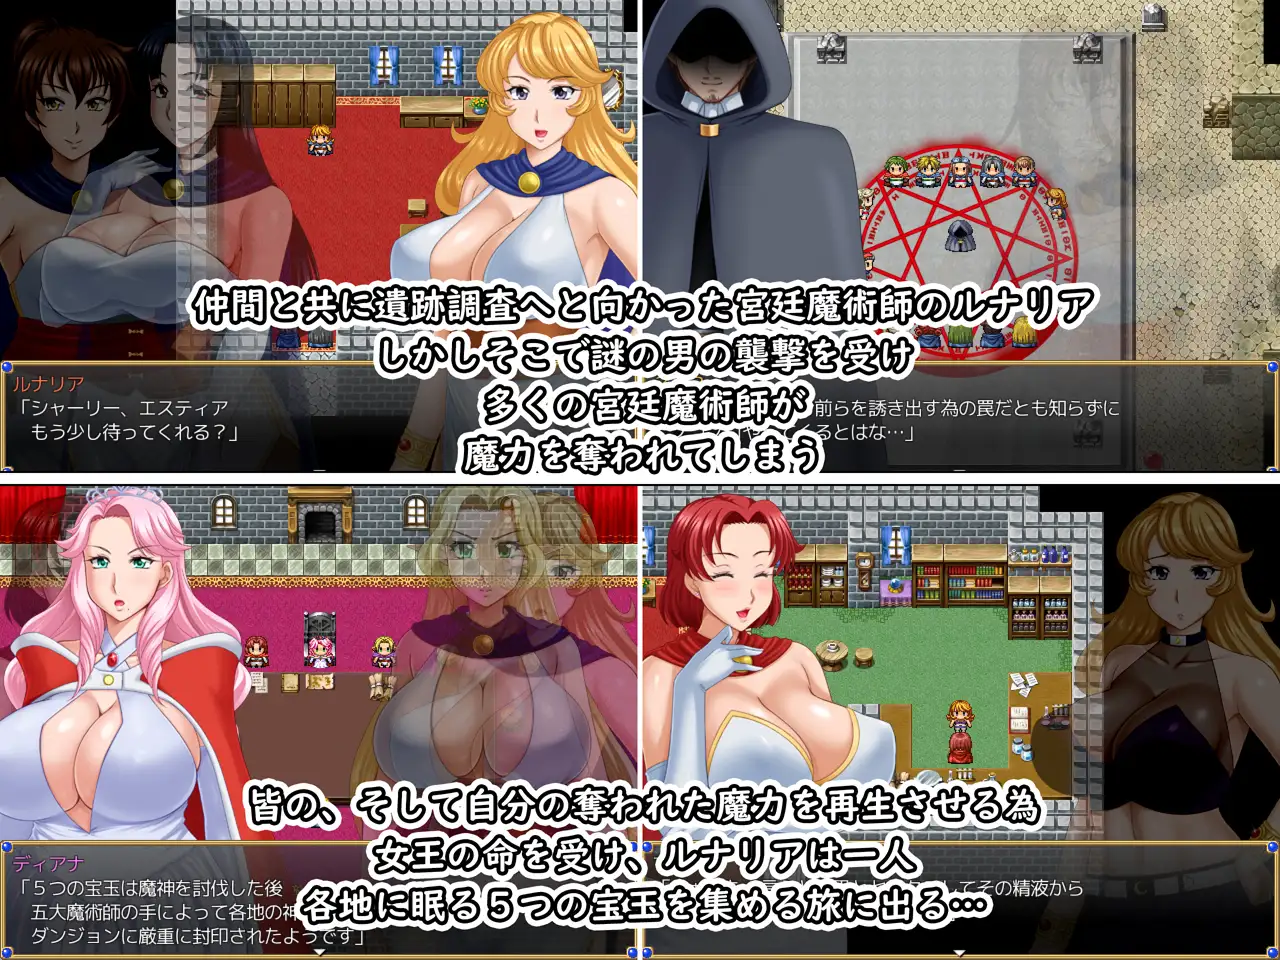 仲間と共に遺跡調査へと向かった宮廷魔術師のルナリア
しかしそこで謎の男の襲撃を受け
多くの宮廷魔術師が
魔力を奪われてしまう
ルナリア
「シャーリー、エスティア
もう少し待ってくれる？」
前らを誘き出す為の罠だとも知らずに
くるとはな…」
皆の、そして自分の奪われた魔力を再生させる為
女王の命を受け、ルナリアは一人
各地に眠る５つの宝玉を集める旅に出る…
ディアナ
「５つの宝玉は魔神を討伐した後
五大魔術師の手によって各地の神
ダンジョンに厳重に封印されたようです」
してその精液から